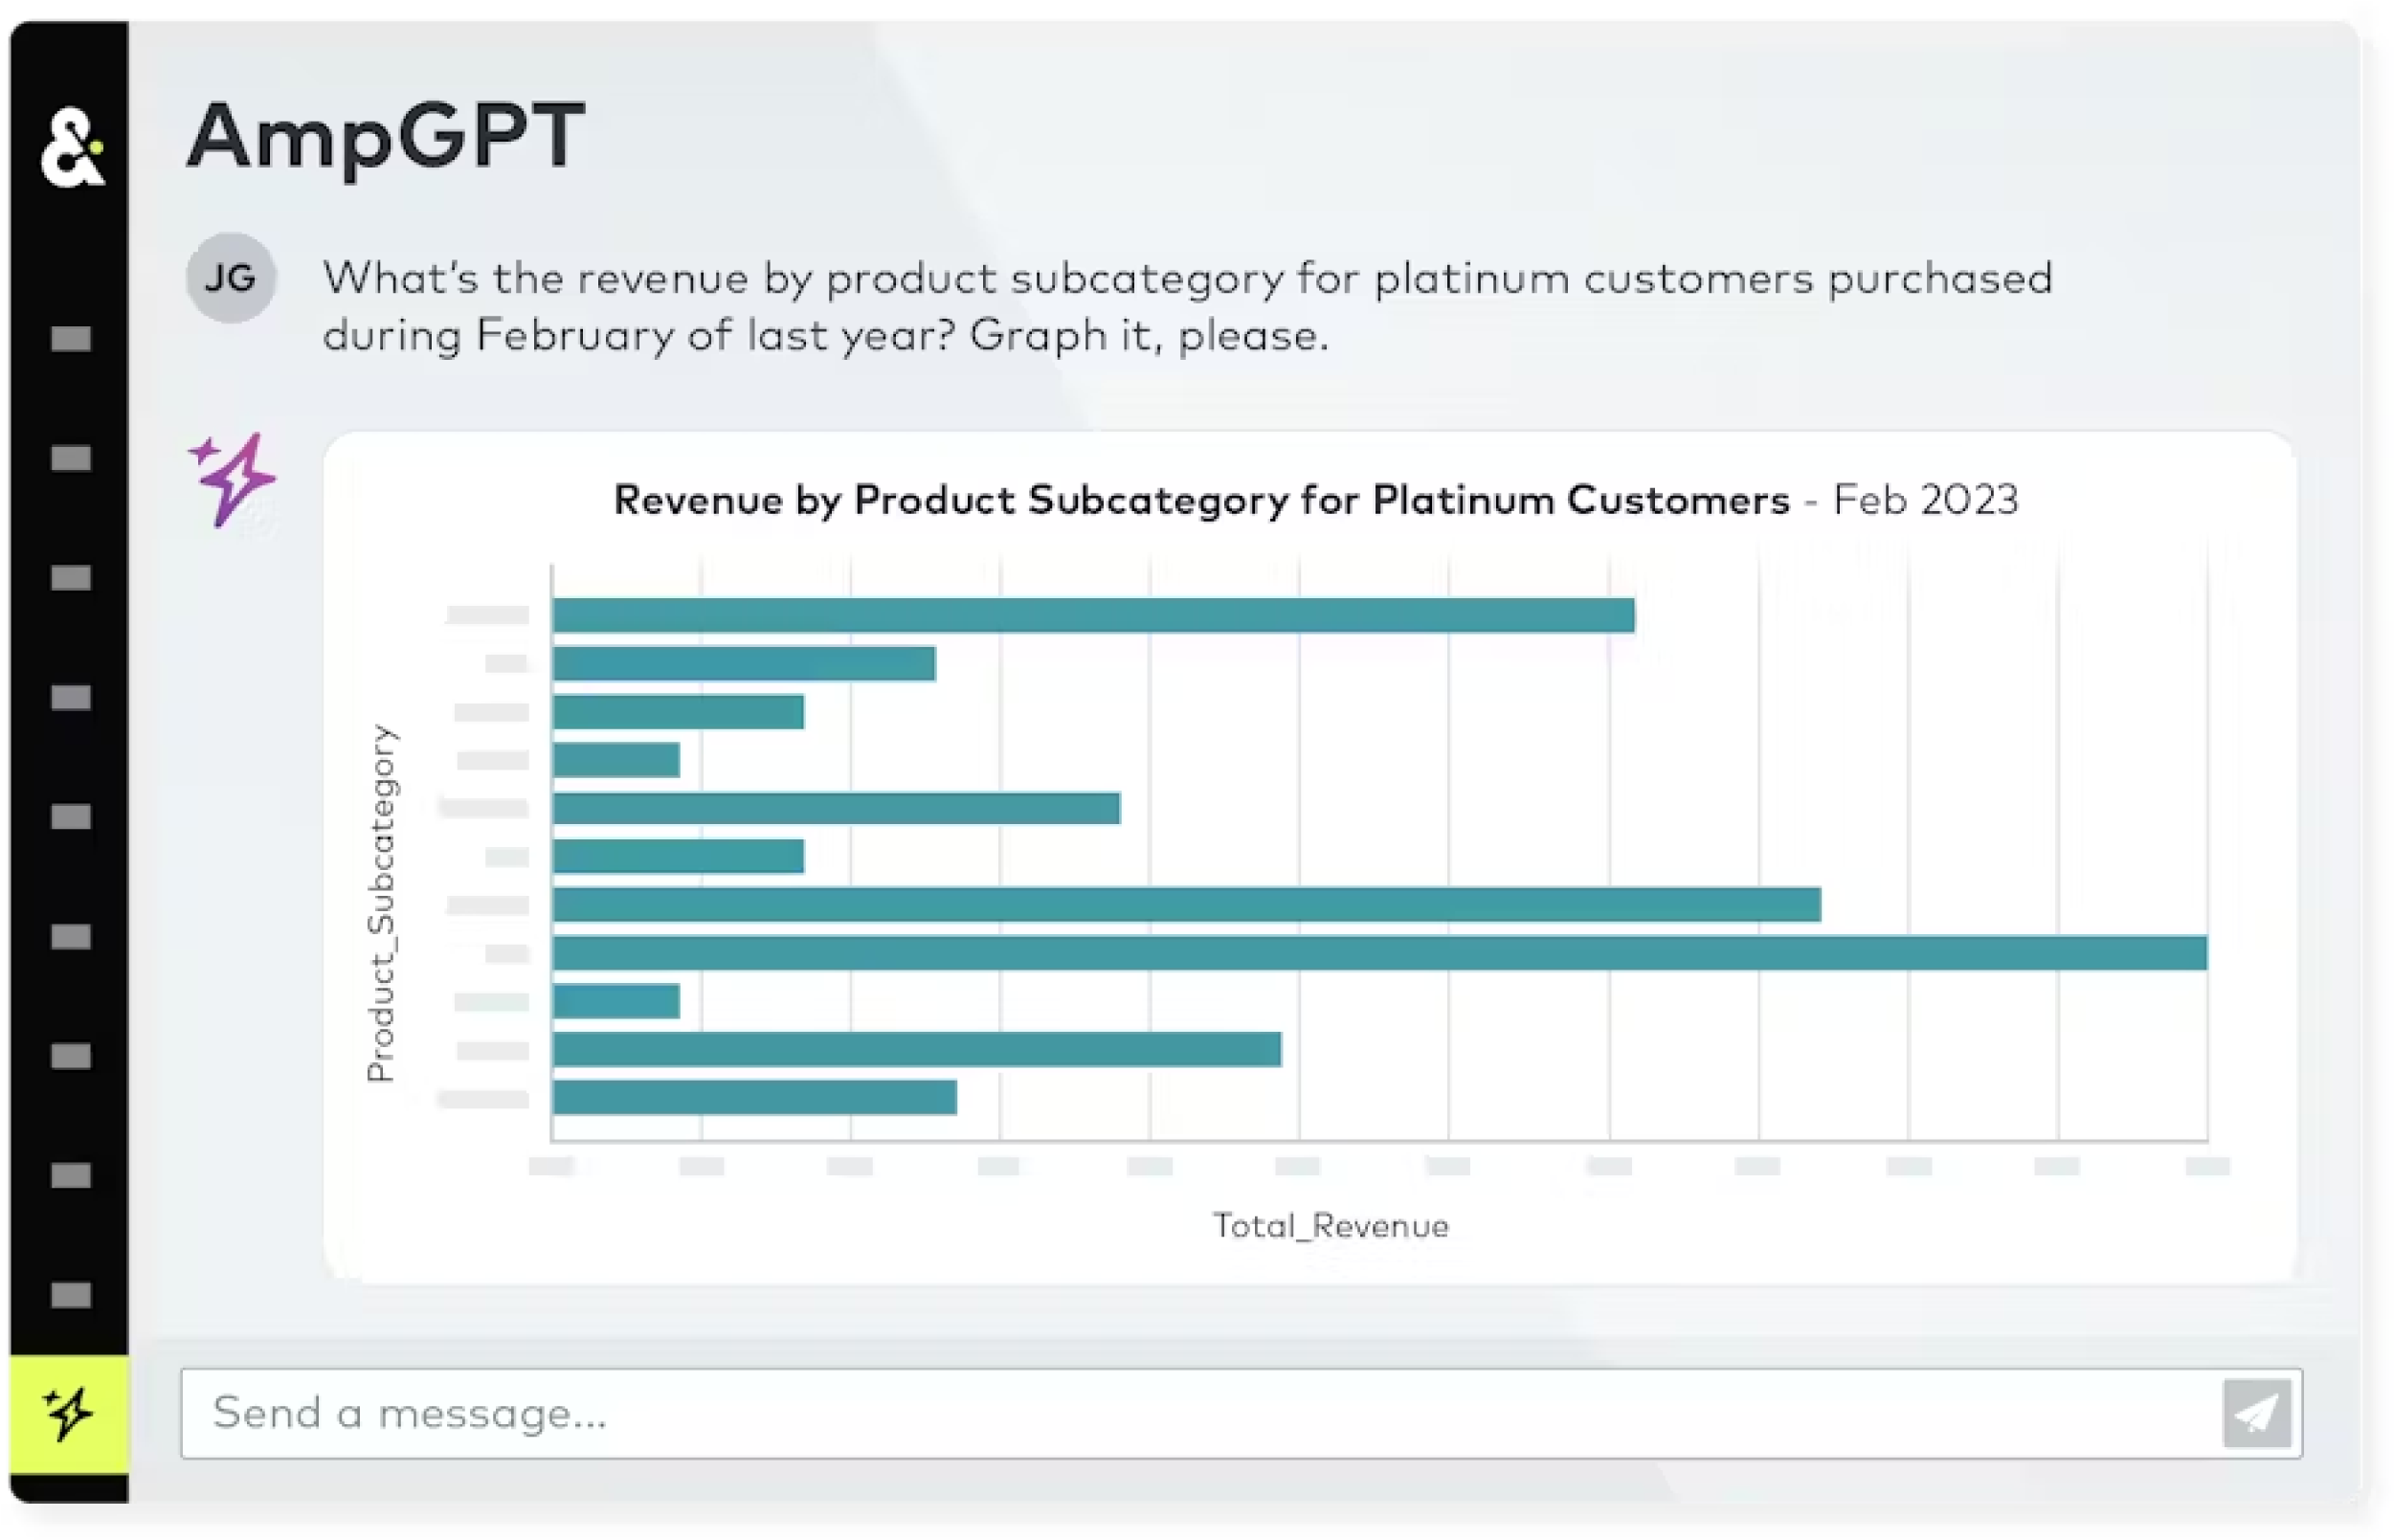 &
AmpGPT
JG
What's the revenue by product subcategory for platinum customers purchased
during February of last year? Graph it, please.
Revenue by Product Subcategory for Platinum Customers - Feb 2023
Product_Subcategory
Total_Revenue
Send a message...